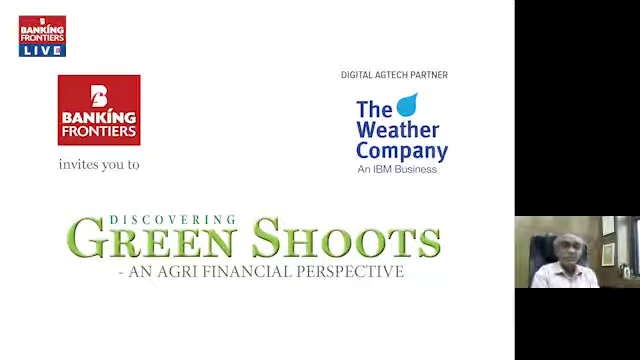 BANKING
FRONTIERS
LIVE
DIGITAL AGTECH PARTNER
BANKING
FRONTIERS
The
Weather
Company
An IBM Business
invites you to
DISCOVERING
GREEN SHOOTS
- AN AGRI FINANCIAL PERSPECTIVE